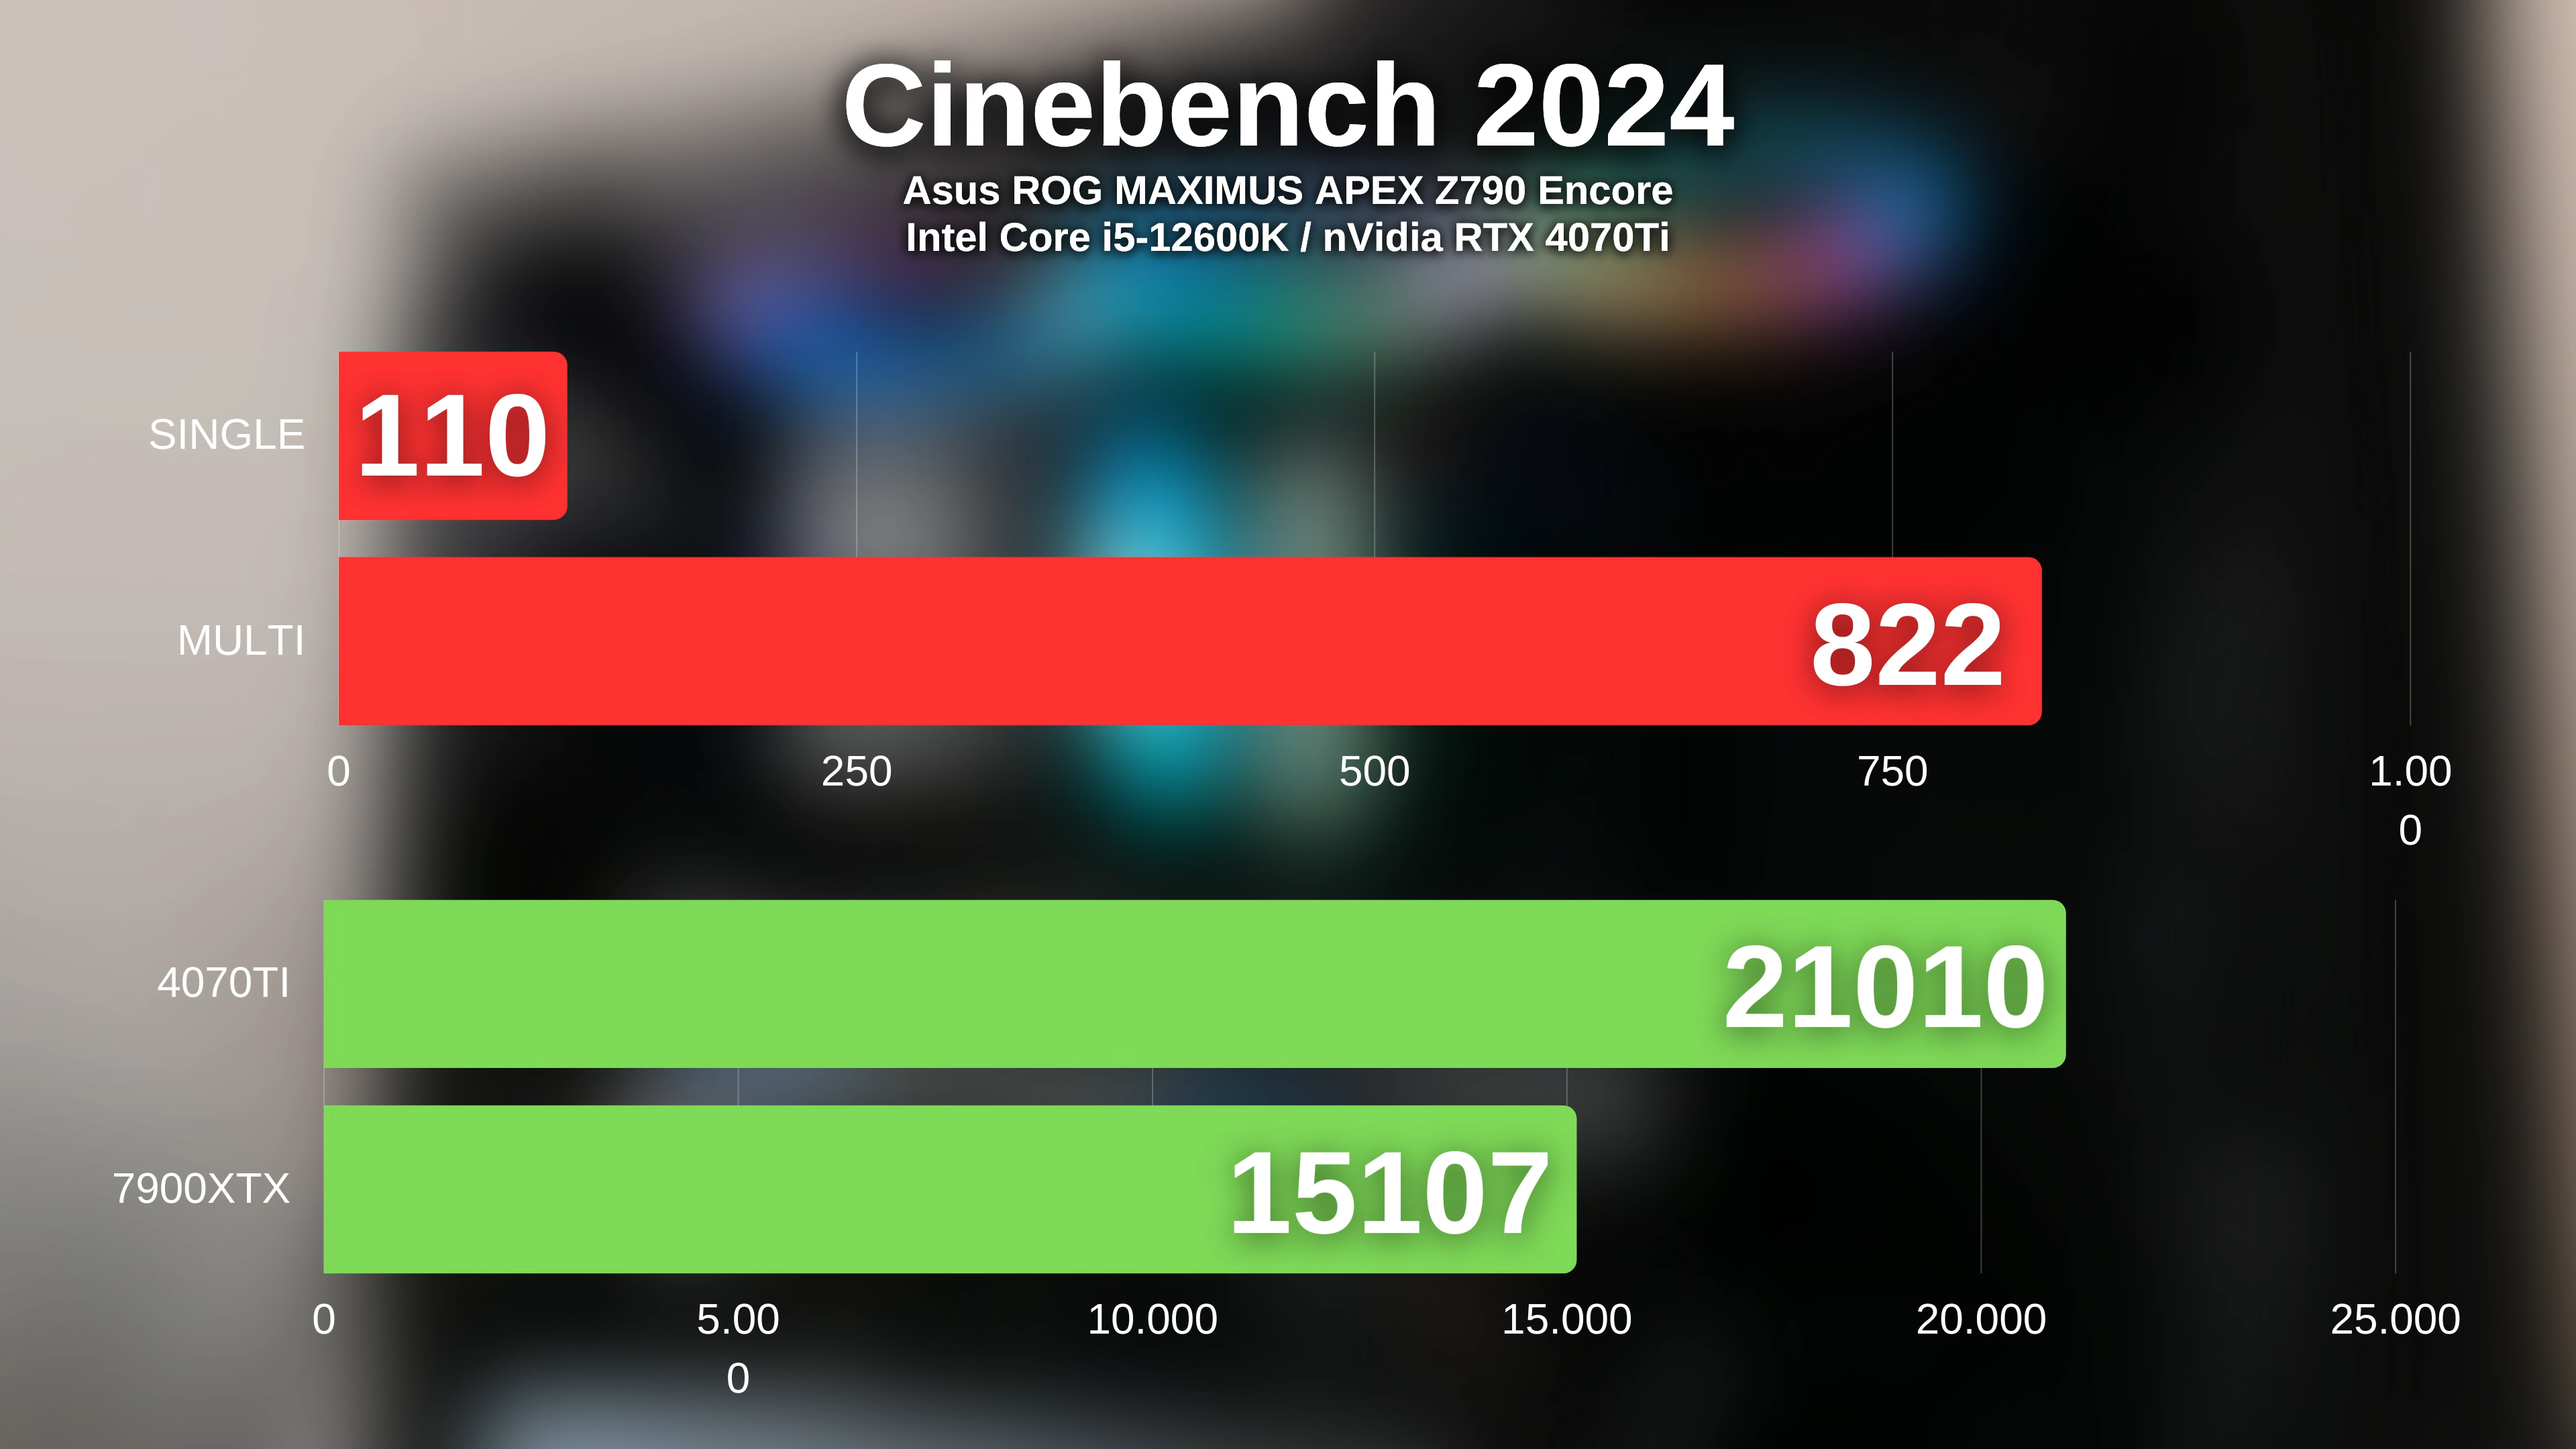 Cinebench 2024
Asus ROG MAXIMUS APEX Z790 Encore
Intel Core i5-12600K / nVidia RTX 4070Ti
SINGLE 110
MULTI 822
0 250 500 750 1.00
0
4070TI 21010
7900XTX 15107
0 5.00 10.000 15.000 20.000 25.000
0